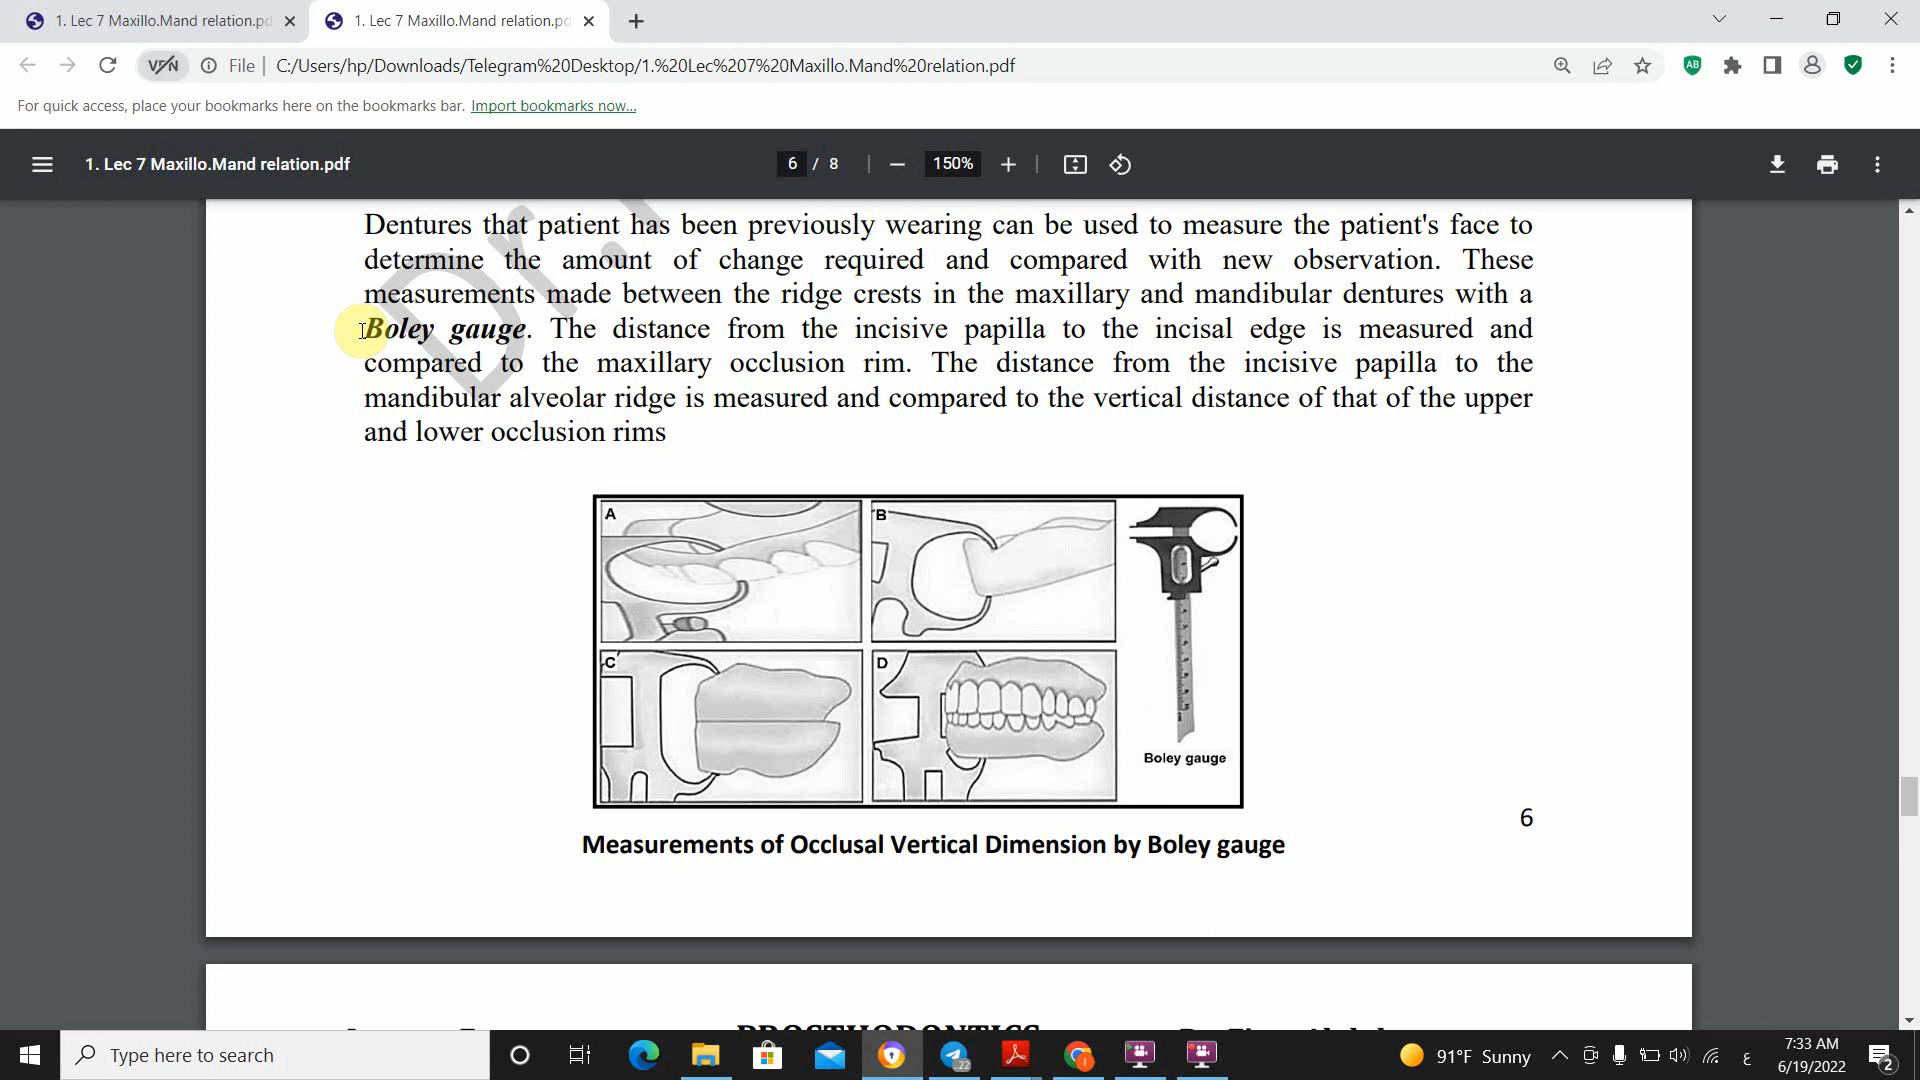 1. Lec 7 Maxillo.Mand relation.pd
1. Lec 7 Maxillo.Mand relation.pd
VPN
File
C:/Users/hp/Downloads/Telegram%20Desktop/1.%20Lec%207%20Maxillo.Mand%20relation.pdf
AB
For quick access, place your bookmarks here on the bookmarks bar. Import bookmarks now...
1. Lec 7 Maxillo.Mand relation.pdf
6 / 8
150%
Dr.
Dentures that patient has been previously wearing can be used to measure the patient's face to
determine the amount of change required and compared with new observation. These
measurements made between the ridge crests in the maxillary and mandibular dentures with a
Boley gauge. The distance from the incisive papilla to the incisal edge is measured and
compared to the maxillary occlusion rim. The distance from the incisive papilla to the
mandibular alveolar ridge is measured and compared to the vertical distance of that of the upper
and lower occlusion rims
A
B
C
D
Boley gauge
6
Measurements of Occlusal Vertical Dimension by Boley gauge
PROSTHODONTICS
Type here to search
22
91°F Sunny
ع
7:33 AM
6/19/2022
2